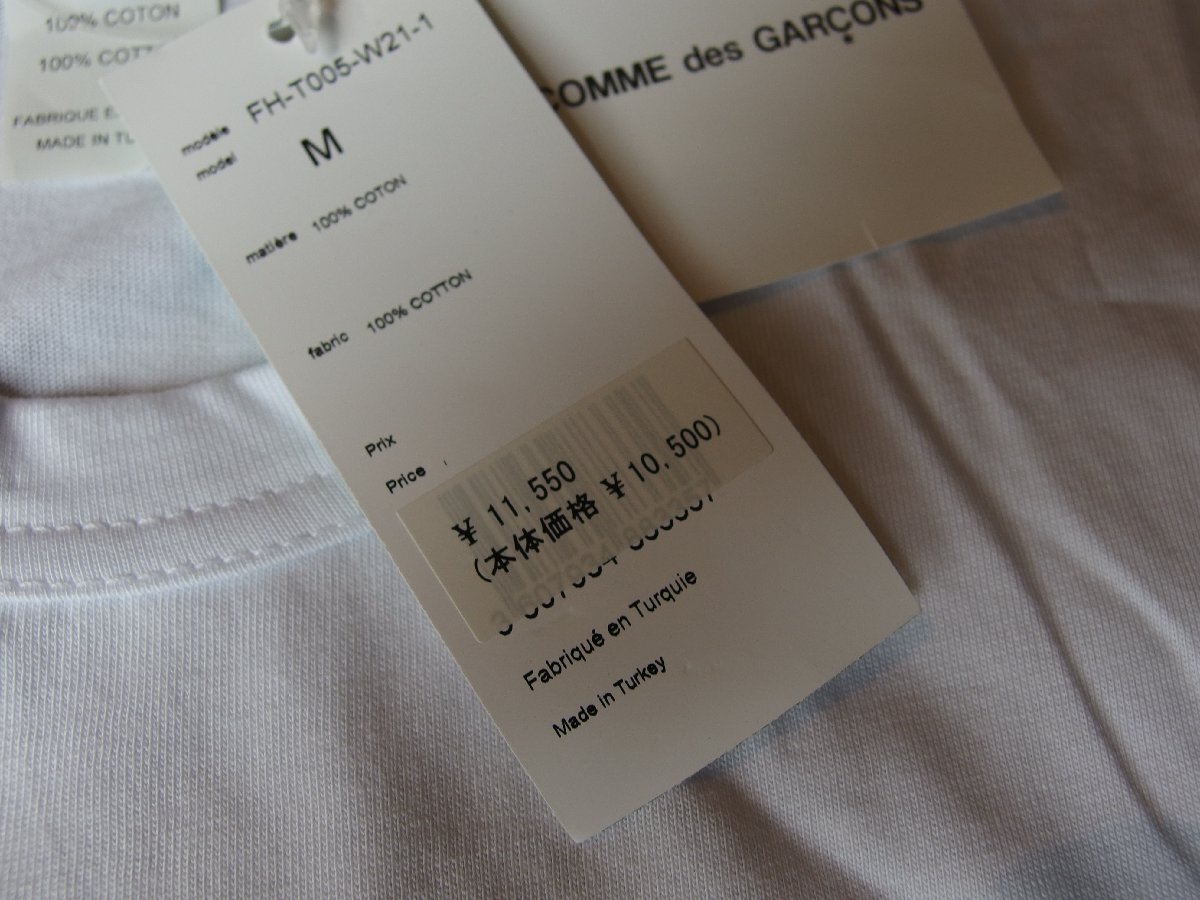 100% COTON
100% COTT
FABRIQUE E
MADE IN TU
COMME des GARÇONS
modèle FH-T005-W21-1
model M
matière 100% COTON
fabric 100% COTTON
Prix
Price
¥ 11,550
(本体価格 ¥ 10,500)
Fabriqué en Turquie
Made in Turkey